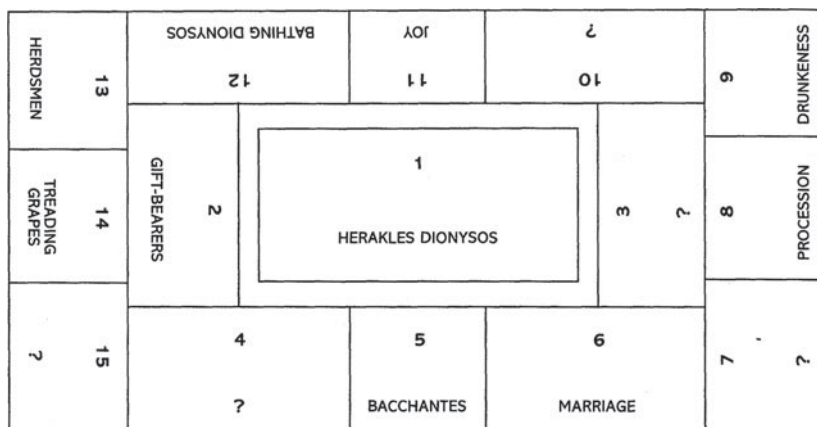 BATHING DIONYSOS
12
JOY
11
?
10
HERDSMEN
13
DRUNKENESS
9
TREADING
GRAPES
14
GIFT-BEARERS
2
1
HERAKLES DIONYSOS
3
?
8
PROCESSION
?
15
4
?
5
BACCHANTES
6
MARRIAGE
7
?